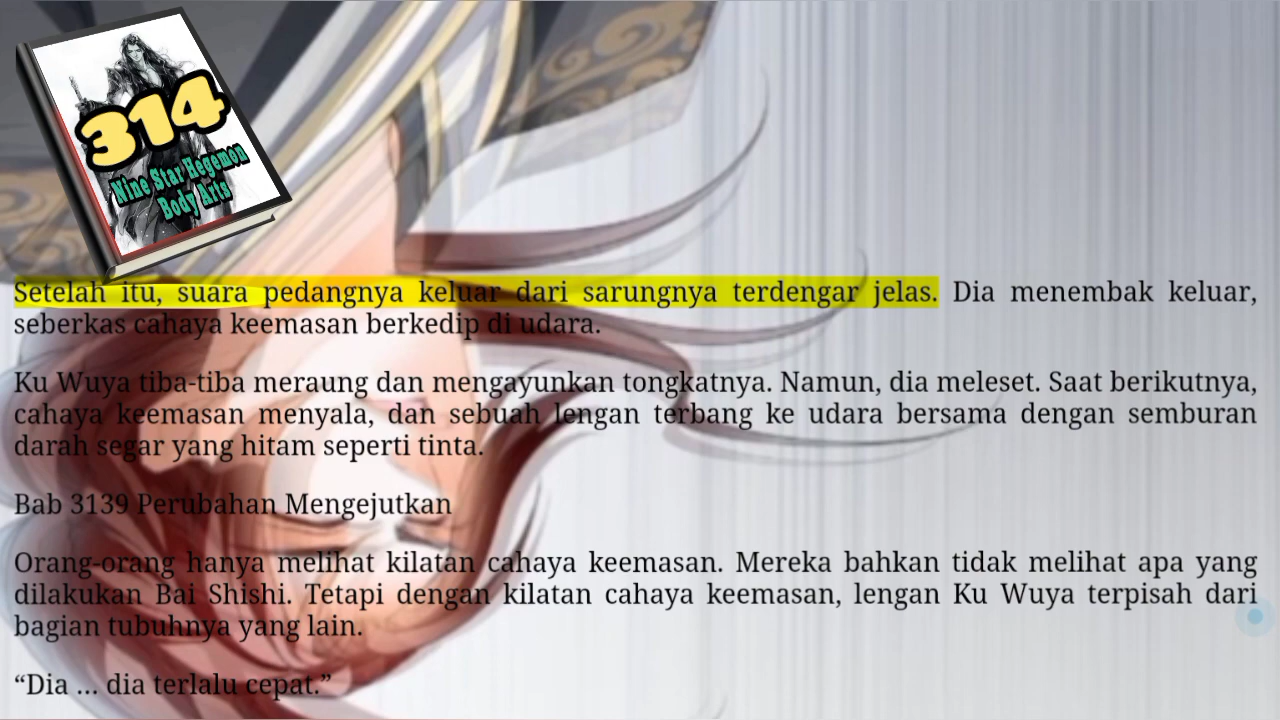 314
Nine Star Hegemon
Body Arts
Setelah itu, suara pedangnya keluar dari sarungnya terdengar jelas. Dia menembak keluar,
seberkas cahaya keemasan berkedip di udara.
Ku Wuya tiba-tiba meraung dan mengayunkan tongkatnya. Namun, dia meleset. Saat berikutnya,
cahaya keemasan menyala, dan sebuah lengan terbang ke udara bersama dengan semburan
darah segar yang hitam seperti tinta.
Bab 3139 Perubahan Mengejutkan
Orang-orang hanya melihat kilatan cahaya keemasan. Mereka bahkan tidak melihat apa yang
dilakukan Bai Shishi. Tetapi dengan kilatan cahaya keemasan, lengan Ku Wuya terpisah dari
bagian tubuhnya yang lain.
“Dia ... dia terlalu cepat.”